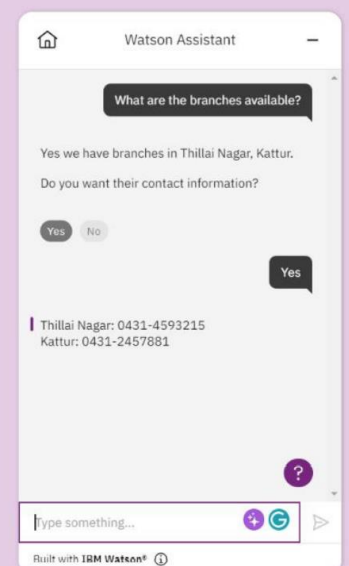 Watson Assistant
What are the branches available?
Yes we have branches in Thillai Nagar, Kattur.
Do you want their contact information?
Yes No
Yes
Thillai Nagar: 0431-4593215
Kattur: 0431-2457881
?
Type something...
Built with IBM Watson®